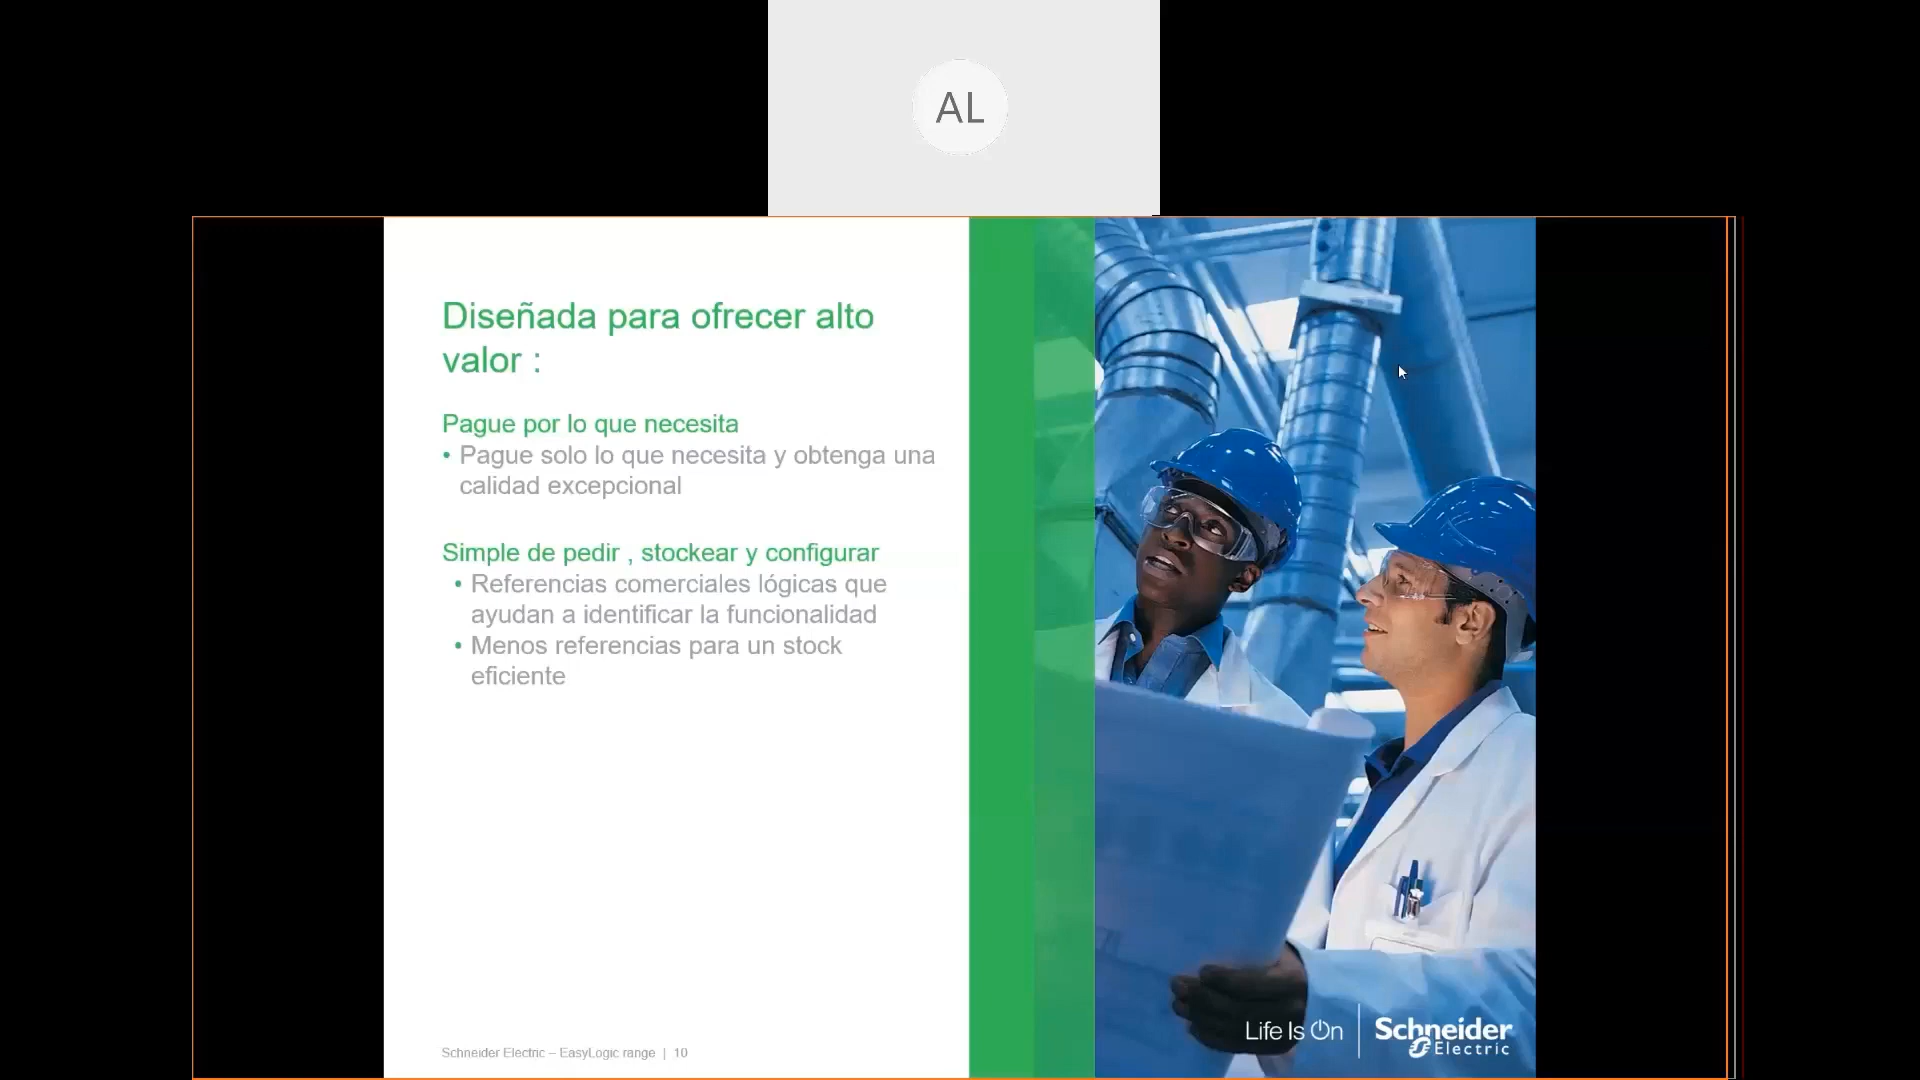 AL
Diseñada para ofrecer alto
valor :
Pague por lo que necesita
• Pague solo lo que necesita y obtenga una
calidad excepcional
Simple de pedir , stockear y configurar
• Referencias comerciales lógicas que
ayudan a identificar la funcionalidad
• Menos referencias para un stock
eficiente
Schneider Electric – EasyLogic range | 10
Life Is On
Schneider
Electric